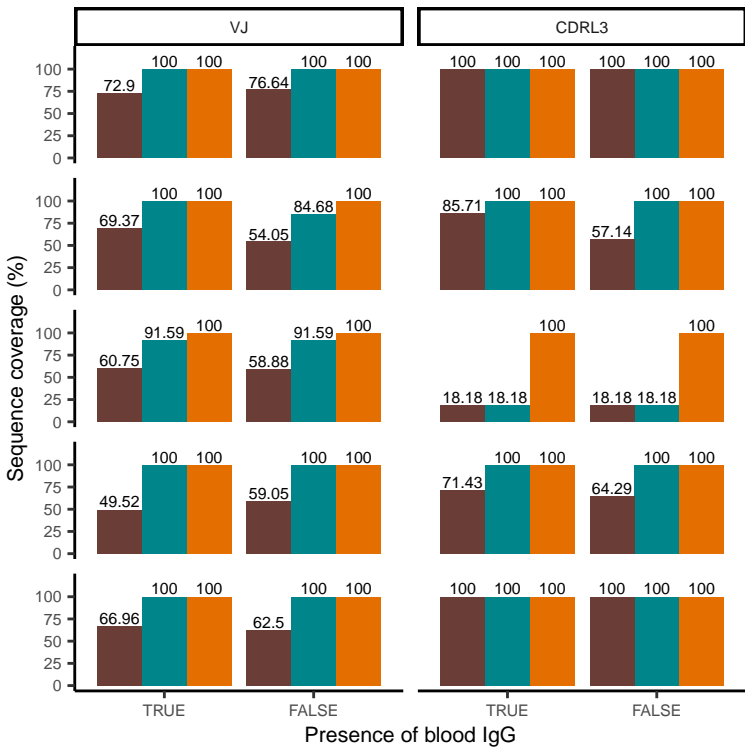 VJ CDRL3
100 100 100 100 100 100 100 100 100 100
72.9 76.64
100
75
50
25
0
100 100 100 100 100 100 100
69.37 54.05 84.68 85.71 57.14
100
75
50
25
0
60.75 91.59 100 58.88 91.59 100 18.18 18.18 100 18.18 18.18 100
100
75
50
25
0
100 100 100 100 100 100 100 100
49.52 59.05 71.43 64.29
100
75
50
25
0
100 100 100 100 100 100 100 100 100 100
66.96 62.5
100
75
50
25
0
Sequence coverage (%)
TRUE FALSE TRUE FALSE
Presence of blood IgG